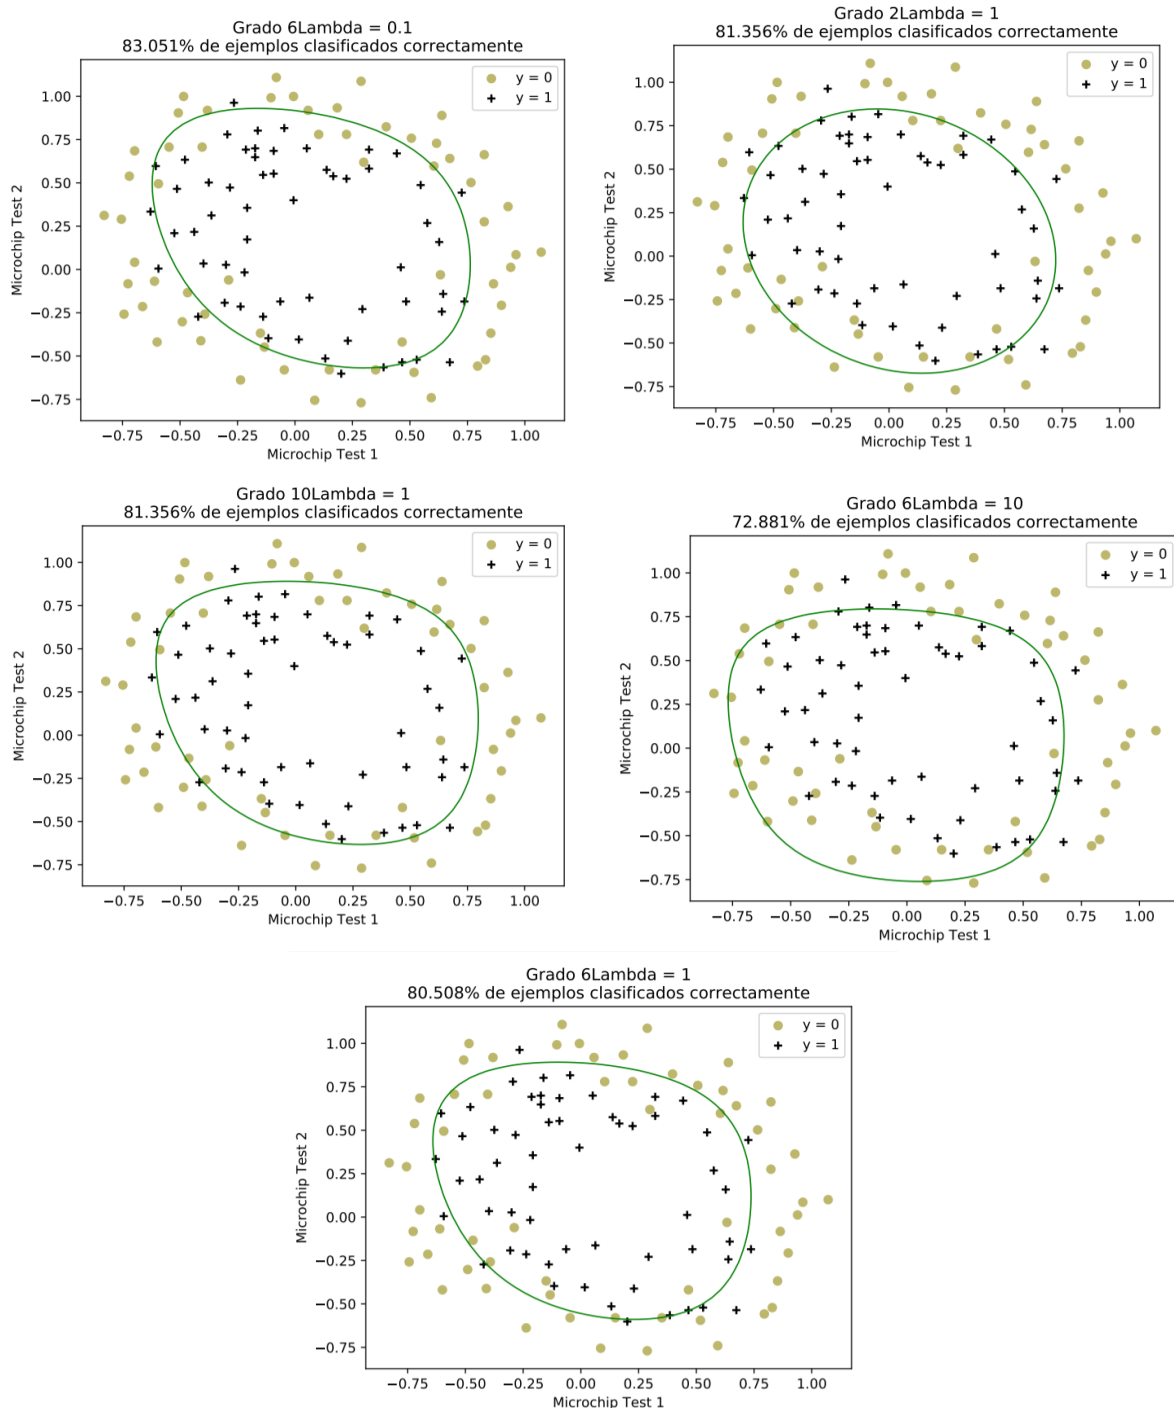 Grado 6Lambda = 0.1
83.051% de ejemplos clasificados correctamente
y = 0
y = 1
1.00
0.75
0.50
0.25
0.00
−0.25
−0.50
−0.75
Microchip Test 2
−0.75 −0.50 −0.25 0.00 0.25 0.50 0.75 1.00
Microchip Test 1
Grado 2Lambda = 1
81.356% de ejemplos clasificados correctamente
y = 0
y = 1
1.00
0.75
0.50
0.25
0.00
−0.25
−0.50
−0.75
Microchip Test 2
−0.75 −0.50 −0.25 0.00 0.25 0.50 0.75 1.00
Microchip Test 1
Grado 10Lambda = 1
81.356% de ejemplos clasificados correctamente
y = 0
y = 1
1.00
0.75
0.50
0.25
0.00
−0.25
−0.50
−0.75
Microchip Test 2
−0.75 −0.50 −0.25 0.00 0.25 0.50 0.75 1.00
Microchip Test 1
Grado 6Lambda = 10
72.881% de ejemplos clasificados correctamente
y = 0
y = 1
1.00
0.75
0.50
0.25
0.00
−0.25
−0.50
−0.75
Microchip Test 2
−0.75 −0.50 −0.25 0.00 0.25 0.50 0.75 1.00
Microchip Test 1
Grado 6Lambda = 1
80.508% de ejemplos clasificados correctamente
y = 0
y = 1
1.00
0.75
0.50
0.25
0.00
−0.25
−0.50
−0.75
Microchip Test 2
−0.75 −0.50 −0.25 0.00 0.25 0.50 0.75 1.00
Microchip Test 1